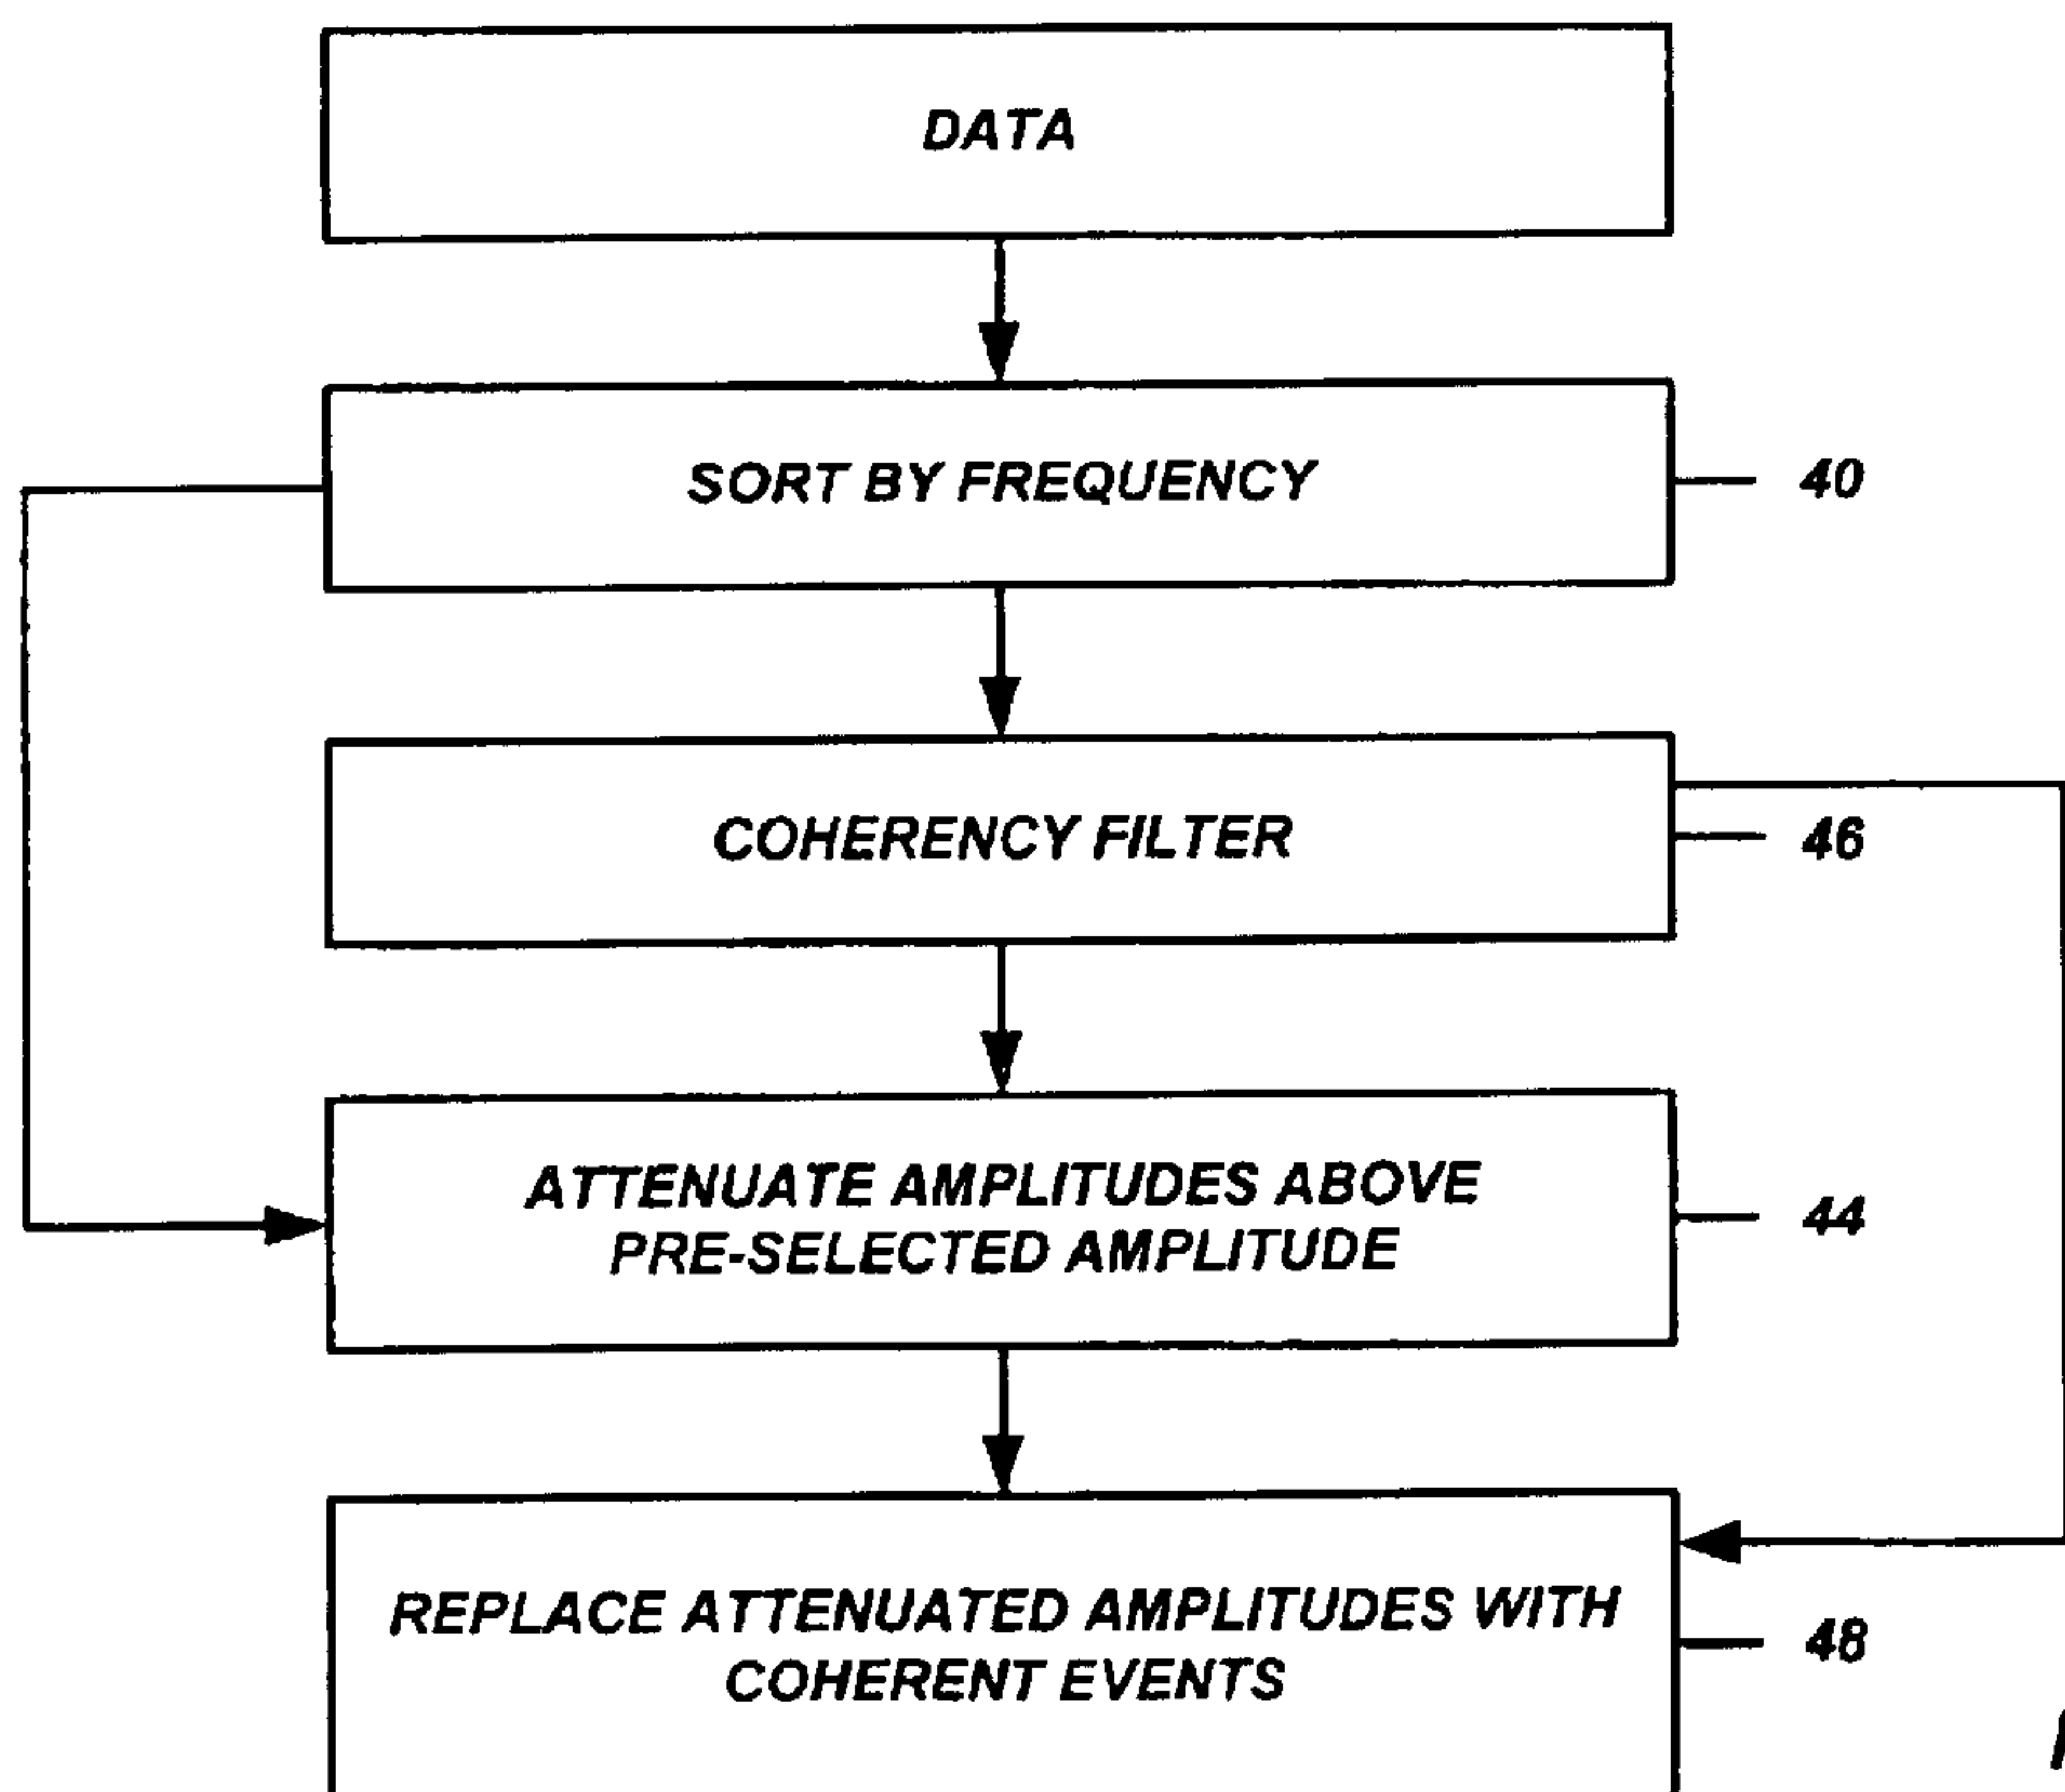 DATA
SORT BY FREQUENCY
40
COHERENCY FILTER
46
ATTENUATE AMPLITUDES ABOVE
PRE-SELECTED AMPLITUDE
44
REPLACE ATTENUATED AMPLITUDES WITH
COHERENT EVENTS
48